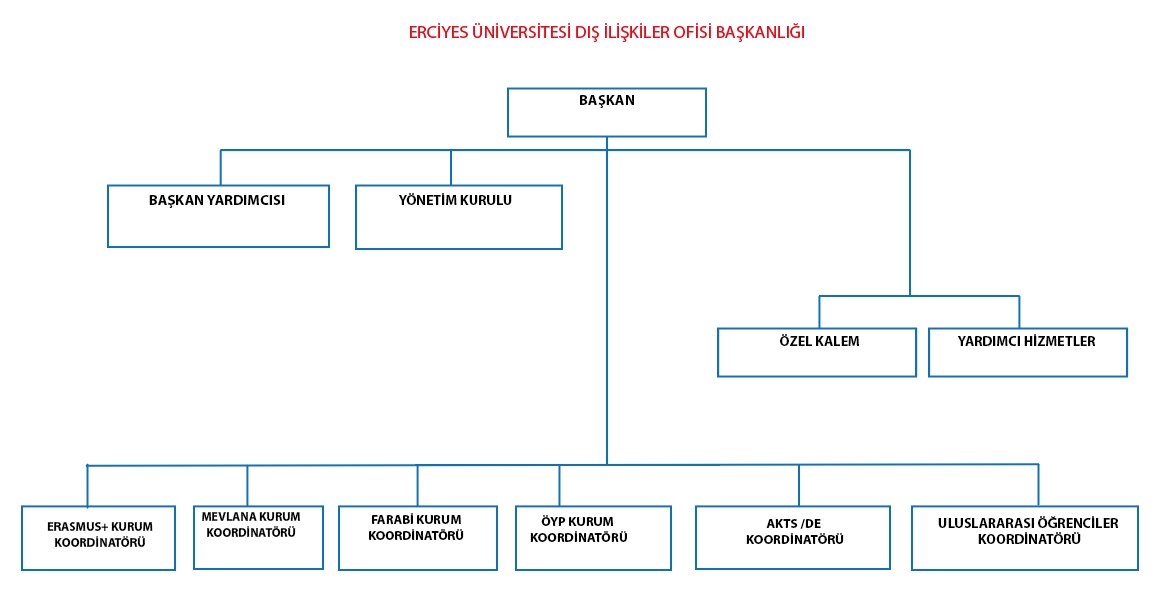 ERCİYES ÜNİVERSİTESİ DIŞ İLİŞKİLER OFİSİ BAŞKANLIĞI
BAŞKAN
BAŞKAN YARDIMCISI
YÖNETİM KURULU
ÖZEL KALEM
YARDIMCI HİZMETLER
ERASMUS+ KURUM
KOORDİNATÖRÜ
MEVLANA KURUM
KOORDİNATÖRÜ
FARABİ KURUM
KOORDİNATÖRÜ
ÖYP KURUM
KOORDİNATÖRÜ
AKTS /DE
KOORDİNATÖRÜ
ULUSLARARASI ÖĞRENCİLER
KOORDİNATÖRÜ